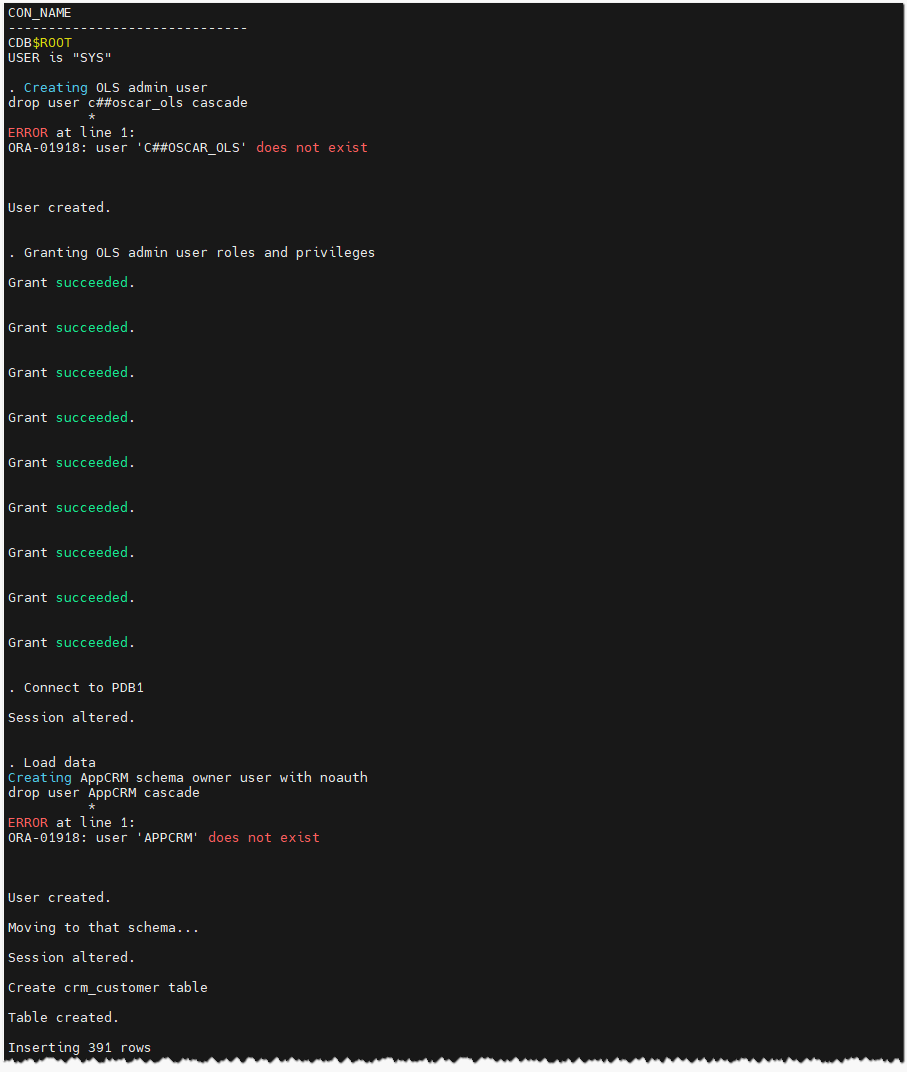 CON_NAME
------------------------------
CDB$ROOT
USER is "SYS"
. Creating OLS admin user
drop user c##oscar_ols cascade
*
ERROR at line 1:
ORA-01918: user 'C##OSCAR_OLS' does not exist
User created.
. Granting OLS admin user roles and privileges
Grant succeeded.
Grant succeeded.
Grant succeeded.
Grant succeeded.
Grant succeeded.
Grant succeeded.
Grant succeeded.
Grant succeeded.
Grant succeeded.
. Connect to PDB1
Session altered.
. Load data
Creating AppCRM schema owner user with noauth
drop user AppCRM cascade
*
ERROR at line 1:
ORA-01918: user 'APPCRM' does not exist
User created.
Moving to that schema...
Session altered.
Create crm_customer table
Table created.
Inserting 391 rows